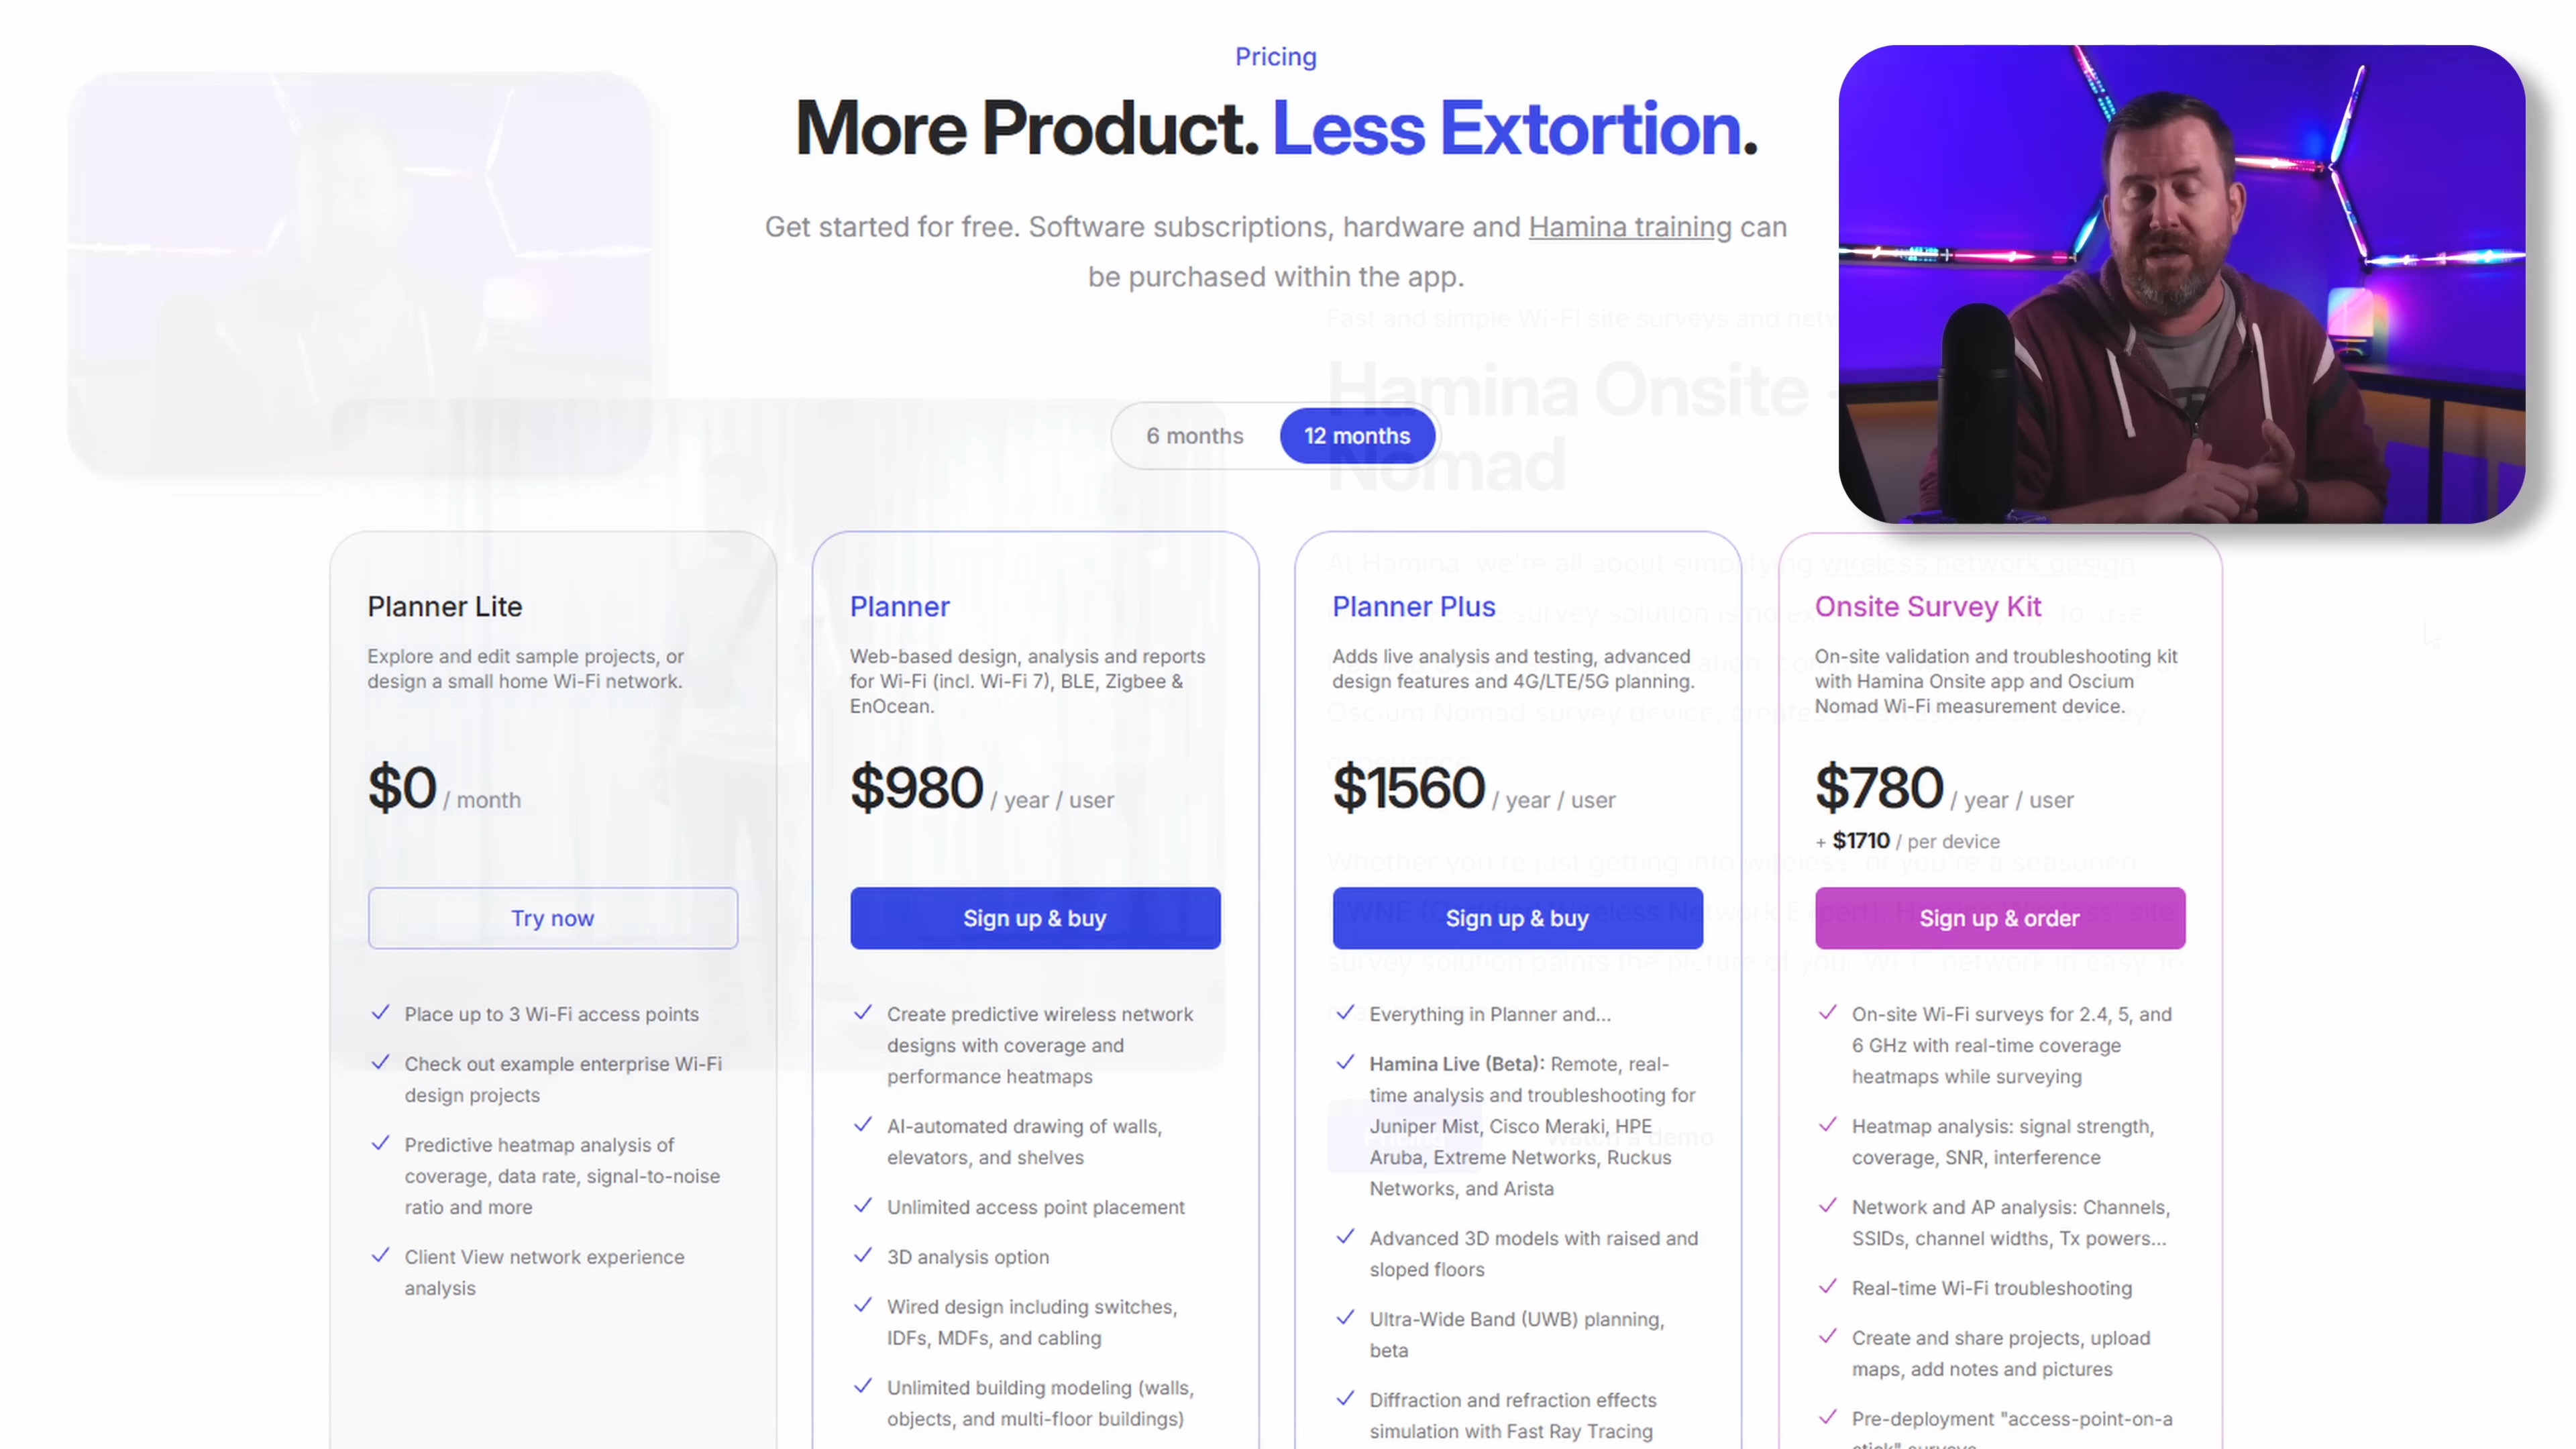 Pricing
More Product. Less Extortion.
Get started for free. Software subscriptions, hardware and Hamina training can
be purchased within the app.
Fast and simple Wi-Fi site surveys and
Hamina Onsite -
Nomad
6 months
12 months
Planner Lite
Explore and edit sample projects, or
design a small home Wi-Fi network.
$0 / month
Try now
Place up to 3 Wi-Fi access points
Check out example enterprise Wi-Fi
design projects
Predictive heatmap analysis of
coverage, data rate, signal-to-noise
ratio and more
Client View network experience
analysis
Planner
Web-based design, analysis and reports
for Wi-Fi (incl. Wi-Fi 7), BLE, Zigbee &
EnOcean.
$980 / year / user
Sign up & buy
Create predictive wireless network
designs with coverage and
performance heatmaps
AI-automated drawing of walls,
elevators, and shelves
Unlimited access point placement
3D analysis option
Wired design including switches,
IDFs, MDFs, and cabling
Unlimited building modeling (walls,
objects, and multi-floor buildings)
Planner Plus
Adds live analysis and testing, advanced
design features and 4G/LTE/5G planning.
$1560 / year / user
Sign up & buy
Everything in Planner and...
Hamina Live (Beta): Remote, real-
time analysis and troubleshooting for
Juniper Mist, Cisco Meraki, HPE
Aruba, Extreme Networks, Ruckus
Networks, and Arista
Advanced 3D models with raised and
sloped floors
Ultra-Wide Band (UWB) planning,
beta
Diffraction and refraction effects
simulation with Fast Ray Tracing
Onsite Survey Kit
On-site validation and troubleshooting kit
with Hamina Onsite app and Oscium
Nomad Wi-Fi measurement device.
$780 / year / user
+ $1710 / per device
Sign up & order
On-site Wi-Fi surveys for 2.4, 5, and
6 GHz with real-time coverage
heatmaps while surveying
Heatmap analysis: signal strength,
coverage, SNR, interference
Network and AP analysis: Channels,
SSIDs, channel widths, Tx powers...
Real-time Wi-Fi troubleshooting
Create and share projects, upload
maps, add notes and pictures
Pre-deployment "access-point-on-a
At Hamina, we're all about simplifying wireless network design
survey solution is no
to-use
Oscium Nomad survey device,
Whether you're just getting into wireless, or you're a seasoned
CWNE (Certified Wireless Network Expert), Hamina Wireless' site
survey solution paints the picture of your Wi-Fi network in easy-to
Pricing
Watch a demo